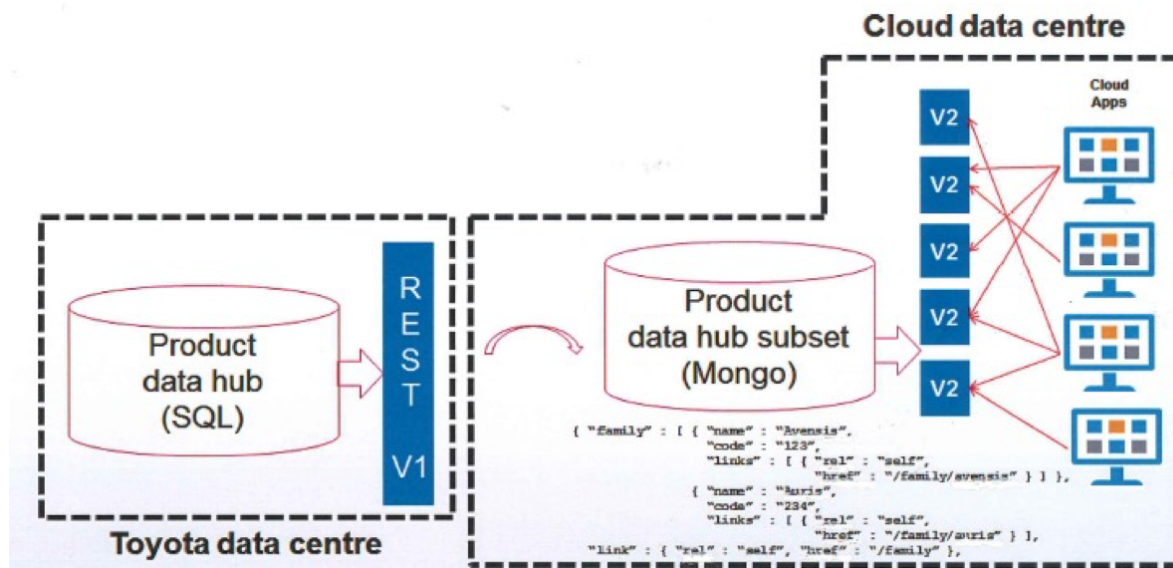 Cloud data centre
Cloud
Apps
V2
V2
V2
V2
V2
Product
data hub
(SQL)
R
E
S
T
V1
Product
data hub subset
(Mongo)
{ "family" : [ { "name" : "Avensis",
"code" : "123",
"links" : [ { "rel" : "self",
"href" : "/family/avensis" } ] },
{ "name" : "Auris",
"code" : "234",
"links" : [ { "rel" : "self",
"href" : "/family/auris" } ],
"link" : { "rel" : "self", "href" : "/family" },
Toyota data centre